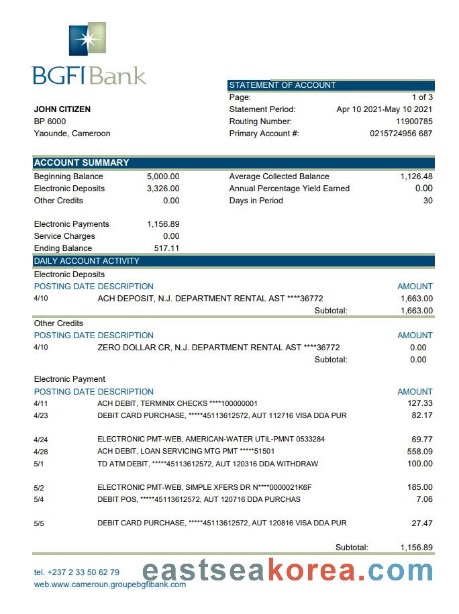 BGFIBank
STATEMENT OF ACCOUNT
Page: 1 of 3
JOHN CITIZEN Statement Period: Apr 10 2021-May 10 2021
BP 6000 Routing Number: 11900785
Yaounde, Cameroon Primary Account #: 0215724956 687
ACCOUNT SUMMARY
Beginning Balance 5,000.00 Average Collected Balance 1,126.48
Electronic Deposits 3,326.00 Annual Percentage Yield Earned 0.00
Other Credits 0.00 Days in Period 30
Electronic Payments 1,156.89
Service Charges 0.00
Ending Balance 517.11
DAILY ACCOUNT ACTIVITY
Electronic Deposits
POSTING DATE DESCRIPTION AMOUNT
4/10 ACH DEPOSIT, N.J. DEPARTMENT RENTAL AST ****36772 1,663.00
Subtotal: 1,663.00
Other Credits
POSTING DATE DESCRIPTION AMOUNT
4/10 ZERO DOLLAR CR, N.J. DEPARTMENT RENTAL AST ****36772 0.00
Subtotal: 0.00
Electronic Payment
POSTING DATE DESCRIPTION AMOUNT
4/11 ACH DEBIT, TERMINIX CHECKS ****100000001 127.33
4/23 DEBIT CARD PURCHASE, *****45113612572, AUT 112716 VISA DDA PUR 82.17
4/24 ELECTRONIC PMT-WEB, AMERICAN-WATER UTIL-PMNT 0533284 69.77
4/28 ACH DEBIT, LOAN SERVICING MTG PMT *****51501 558.09
5/1 TD ATM DEBIT, *****45113612572, AUT 120316 DDA WITHDRAW 100.00
5/2 ELECTRONIC PMT-WEB, SIMPLE XFERS DR N****0000021K6F 185.00
5/4 DEBIT POS, *****45113612572, AUT 120716 DDA PURCHAS 7.06
5/5 DEBIT CARD PURCHASE, *****45113612572, AUT 120816 VISA DDA PUR 27.47
Subtotal: 1,156.89
tel. +237 2 33 50 62 79
web.www.cameroun.groupebgfibank.com
eastseakorea.com